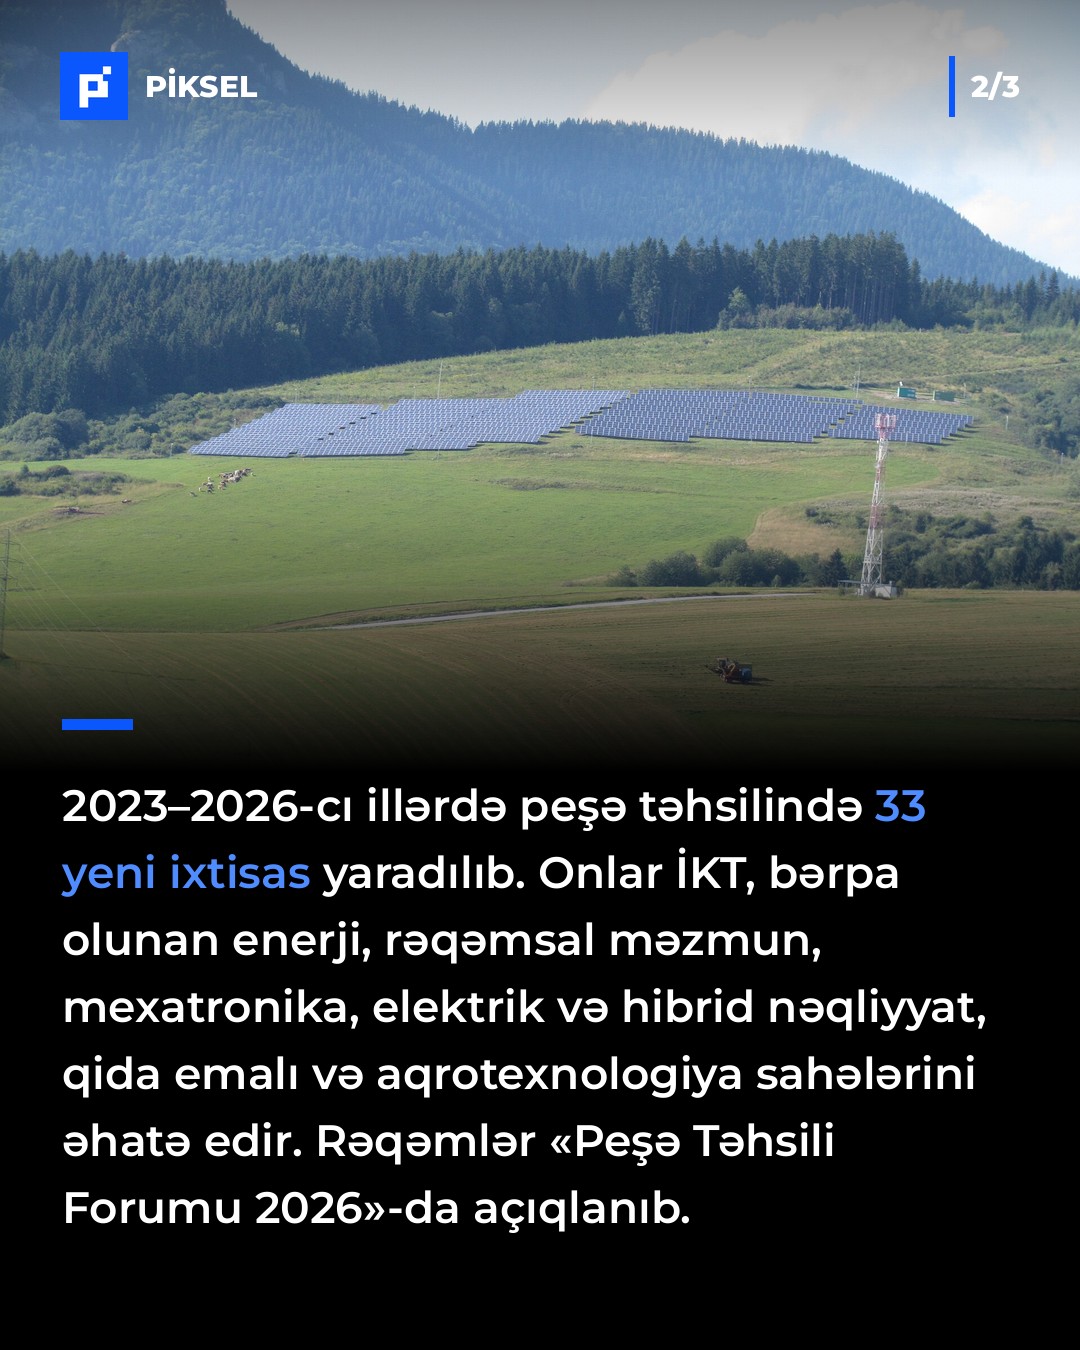 PİKSEL
2/3
2023–2026-cı illərdə peşə təhsilində 33
yeni ixtisas yaradılıb. Onlar İKT, bərpa
olunan enerji, rəqəmsal məzmun,
mexatronika, elektrik və hibrid nəqliyyat,
qida emalı və aqrotexnologiya sahələrini
əhatə edir. Rəqəmlər «Peşə Təhsili
Forumu 2026»-da açıqlanıb.